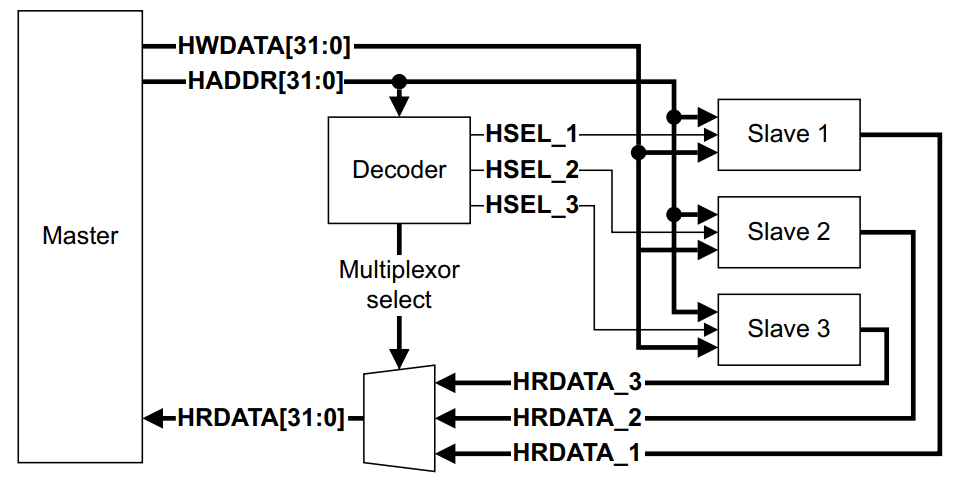 HWDATA[31:0]
HADDR[31:0]
HSEL_1
Slave 1
Decoder
HSEL_2
HSEL_3
Master
Slave 2
Multiplexor
select
Slave 3
HRDATA_3
HRDATA[31:0]
HRDATA_2
HRDATA_1